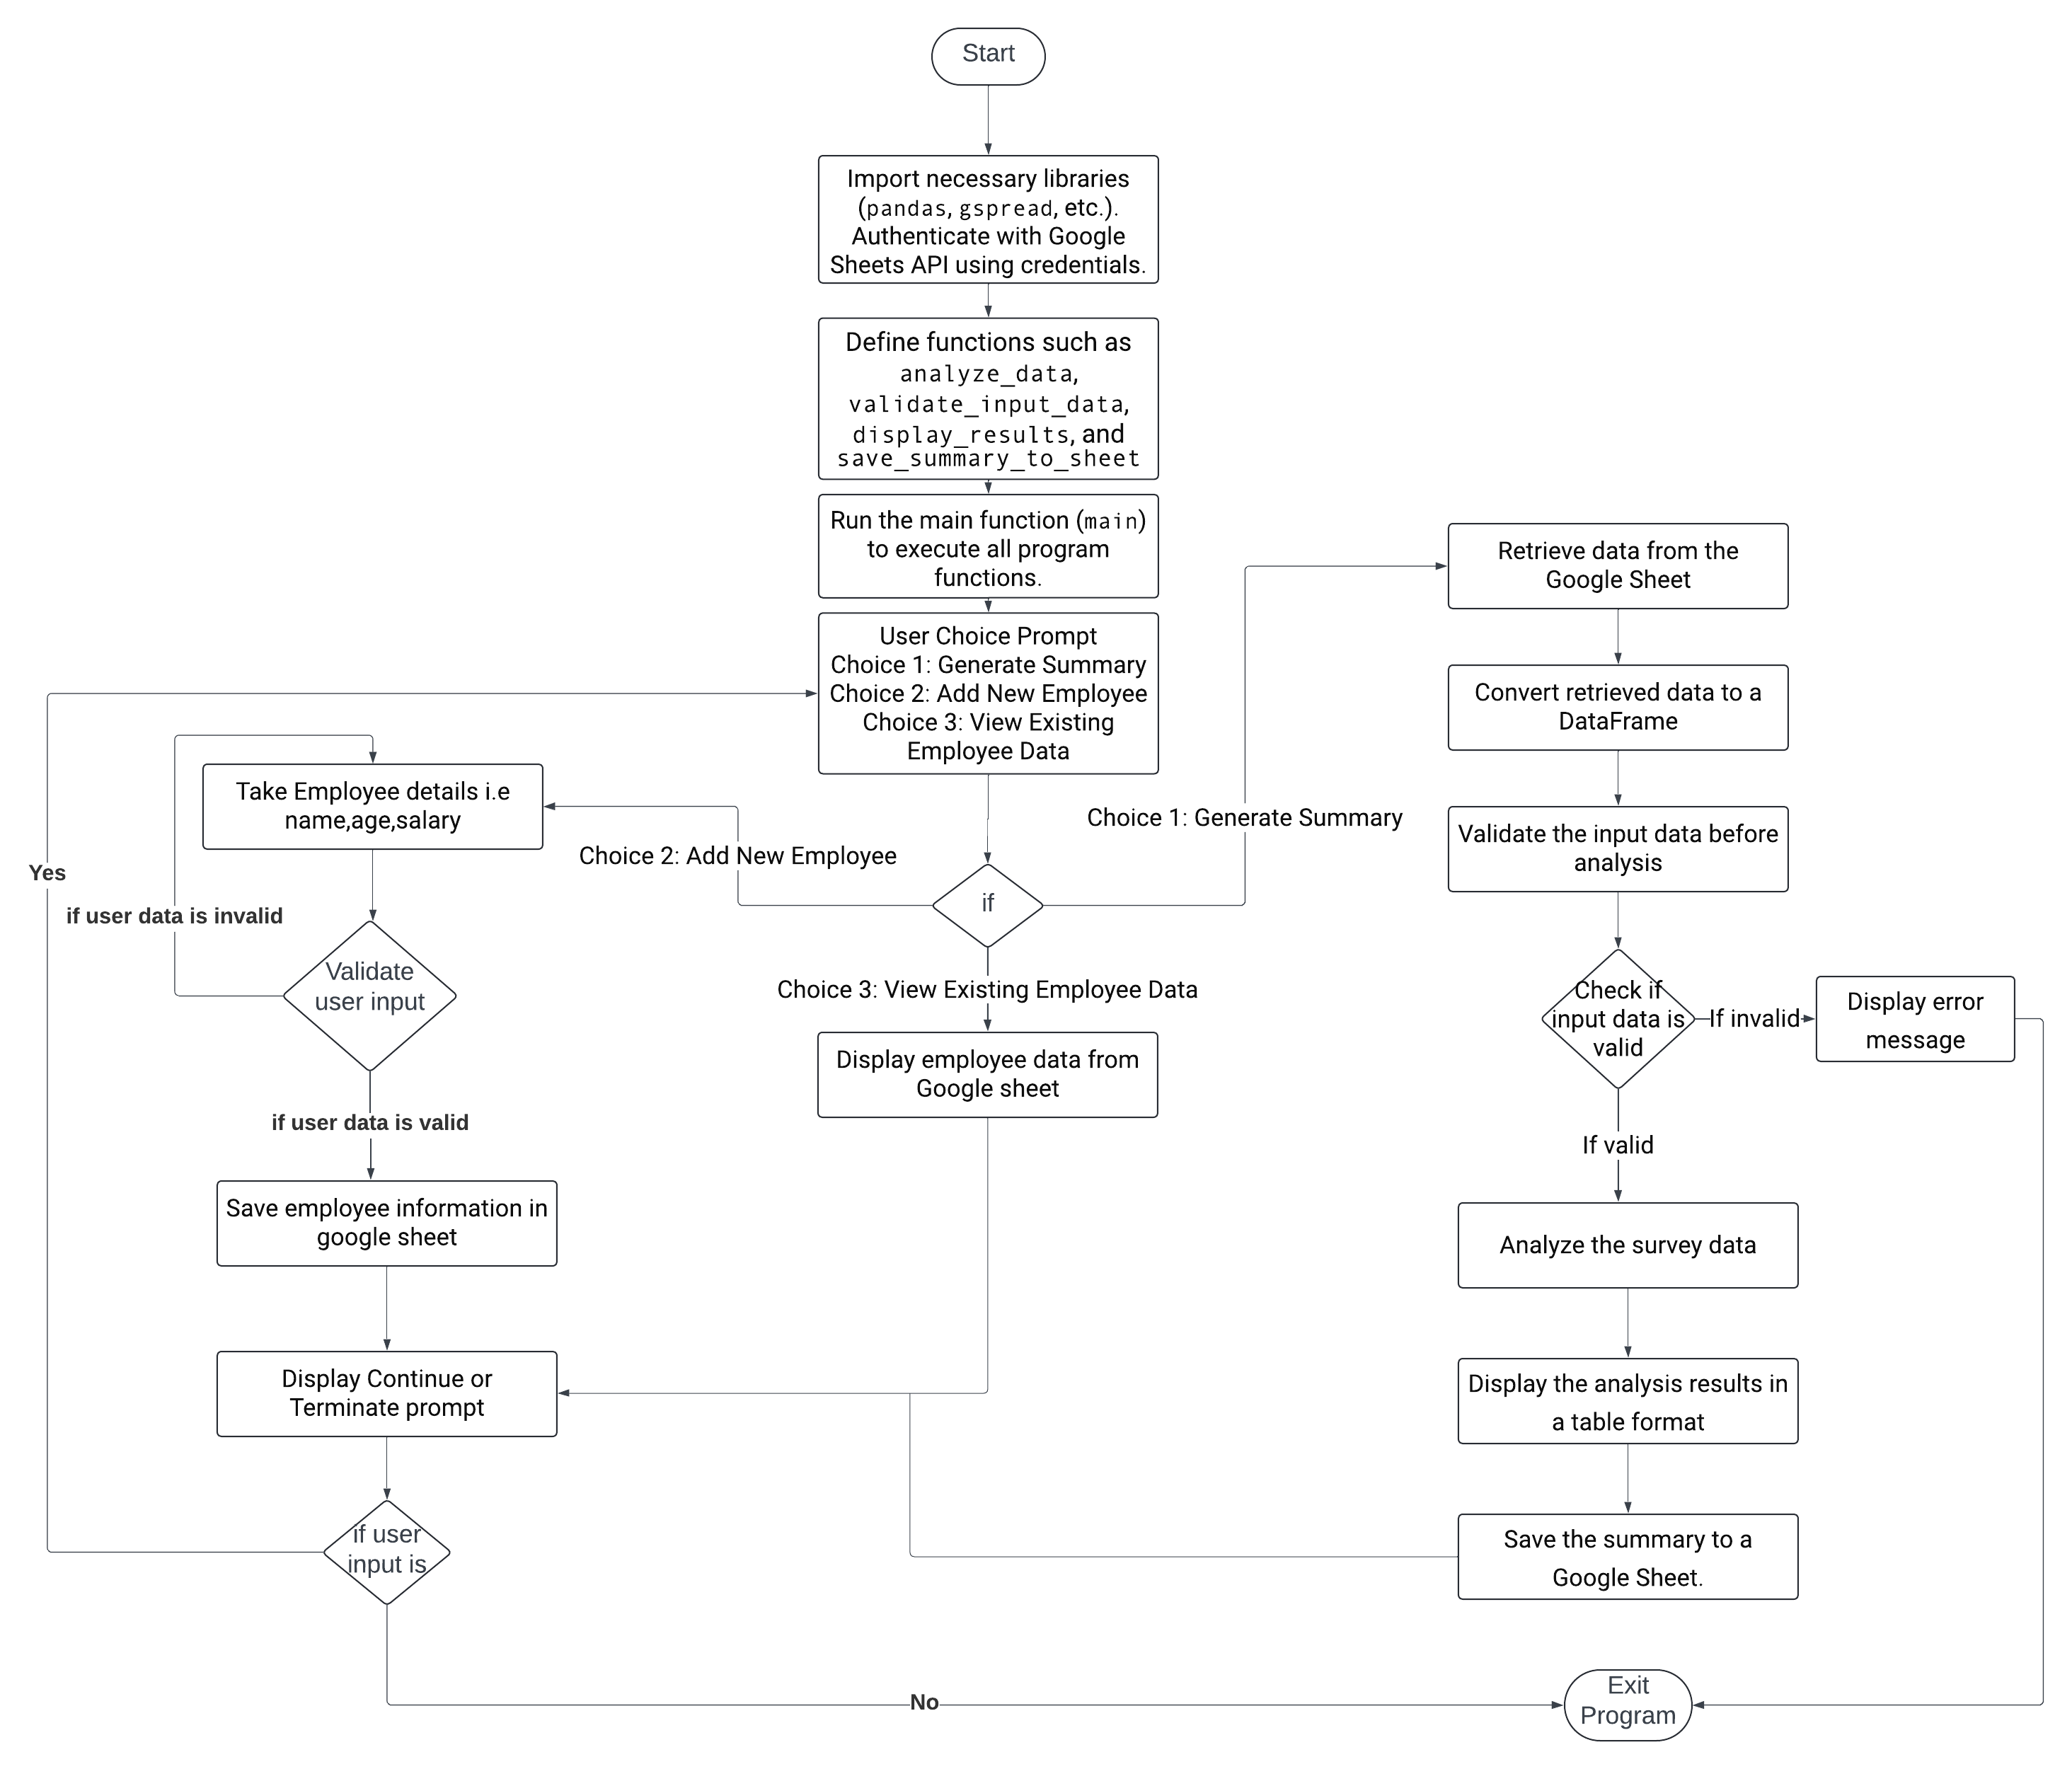 Start
Import necessary libraries
(pandas, gspread, etc.).
Authenticate with Google
Sheets API using credentials.
Define functions such as
analyze_data,
validate_input_data,
display_results, and
save_summary_to_sheet
Run the main function (main)
to execute all program
functions.
User Choice Prompt
Choice 1: Generate Summary
Choice 2: Add New Employee
Choice 3: View Existing
Employee Data
if
Choice 2: Add New Employee
Take Employee details i.e
name,age,salary
Validate
user input
if user data is invalid
if user data is valid
Save employee information in
google sheet
Display Continue or
Terminate prompt
if user
input is
Yes
No
Choice 3: View Existing Employee Data
Display employee data from
Google sheet
Choice 1: Generate Summary
Retrieve data from the
Google Sheet
Convert retrieved data to a
DataFrame
Validate the input data before
analysis
Check if
input data is
valid
If invalid
Display error
message
If valid
Analyze the survey data
Display the analysis results in
a table format
Save the summary to a
Google Sheet.
Exit
Program